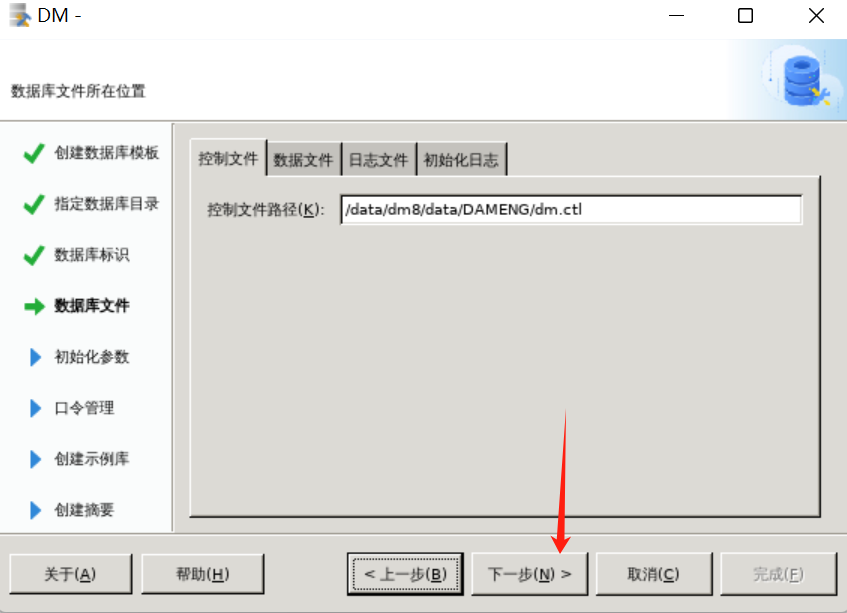 DM -
数据库文件所在位置
创建数据库模板
指定数据库目录
数据库标识
数据库文件
初始化参数
口令管理
创建示例库
创建摘要
控制文件 数据文件 日志文件 初始化日志
控制文件路径(K): /data/dm8/data/DAMENG/dm.ctl
关于(A) 帮助(H) < 上一步(B) 下一步(N) > 取消(C) 完成(F)